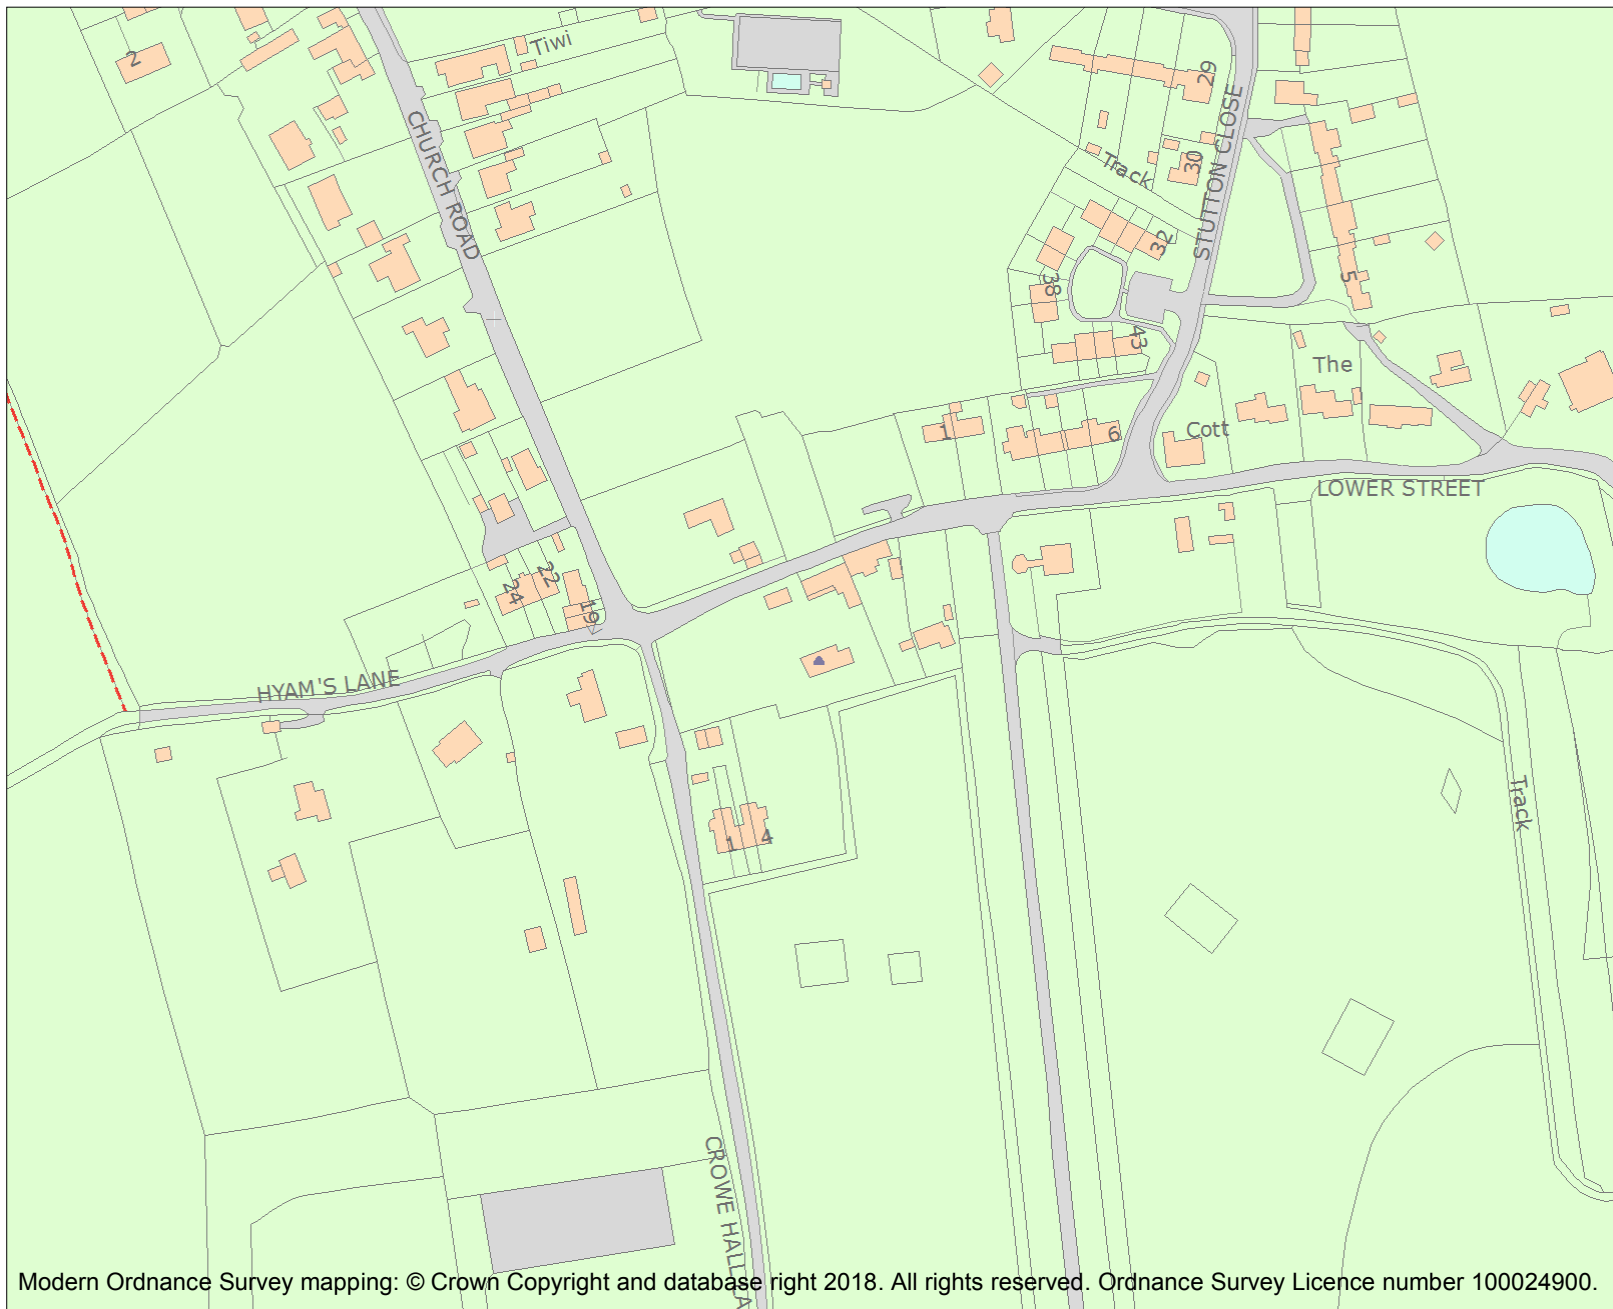 2
Tiwi
CHURCH ROAD
29
STUTTON CLOSE
30
Track
32
38
43
5
The
1
6
Cott
LOWER STREET
24
22
19
HYAM'S LANE
1
4
Track
CROWE HALL LA
Modern Ordnance Survey mapping: © Crown Copyright and database right 2018. All rights reserved. Ordnance Survey Licence number 100024900.